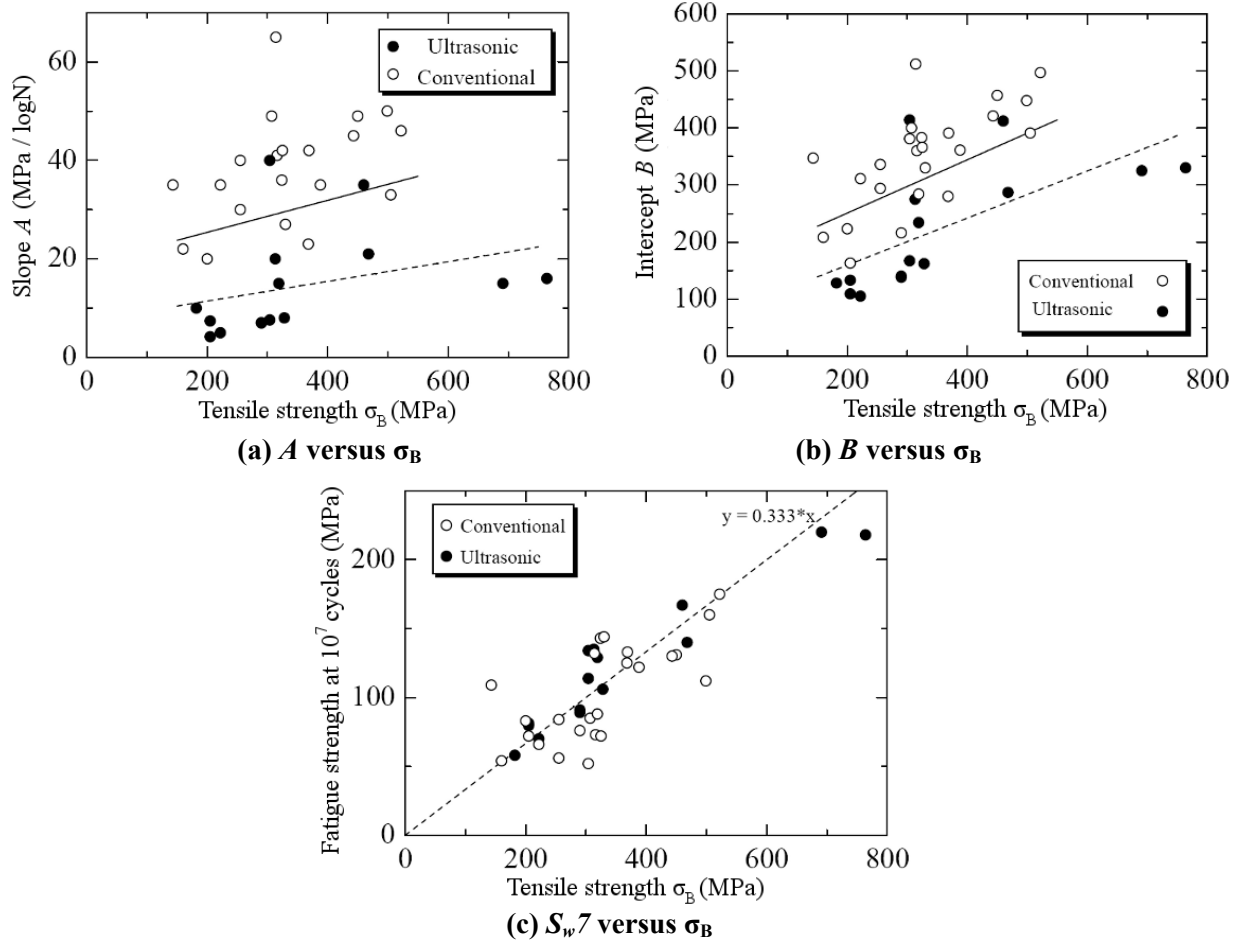 Slope A (MPa / logN)
60
40
20
0
Ultrasonic
Conventional
0 200 400 600 800
Tensile strength σB (MPa)
(a) A versus σB
Intercept B (MPa)
600
500
400
300
200
100
0
Conventional
Ultrasonic
0 200 400 600 800
Tensile strength σB (MPa)
(b) B versus σB
Fatigue strength at 10⁷ cycles (MPa)
200
100
0
Conventional
Ultrasonic
y = 0.333*x
0 200 400 600 800
Tensile strength σB (MPa)
(c) Sw7 versus σB